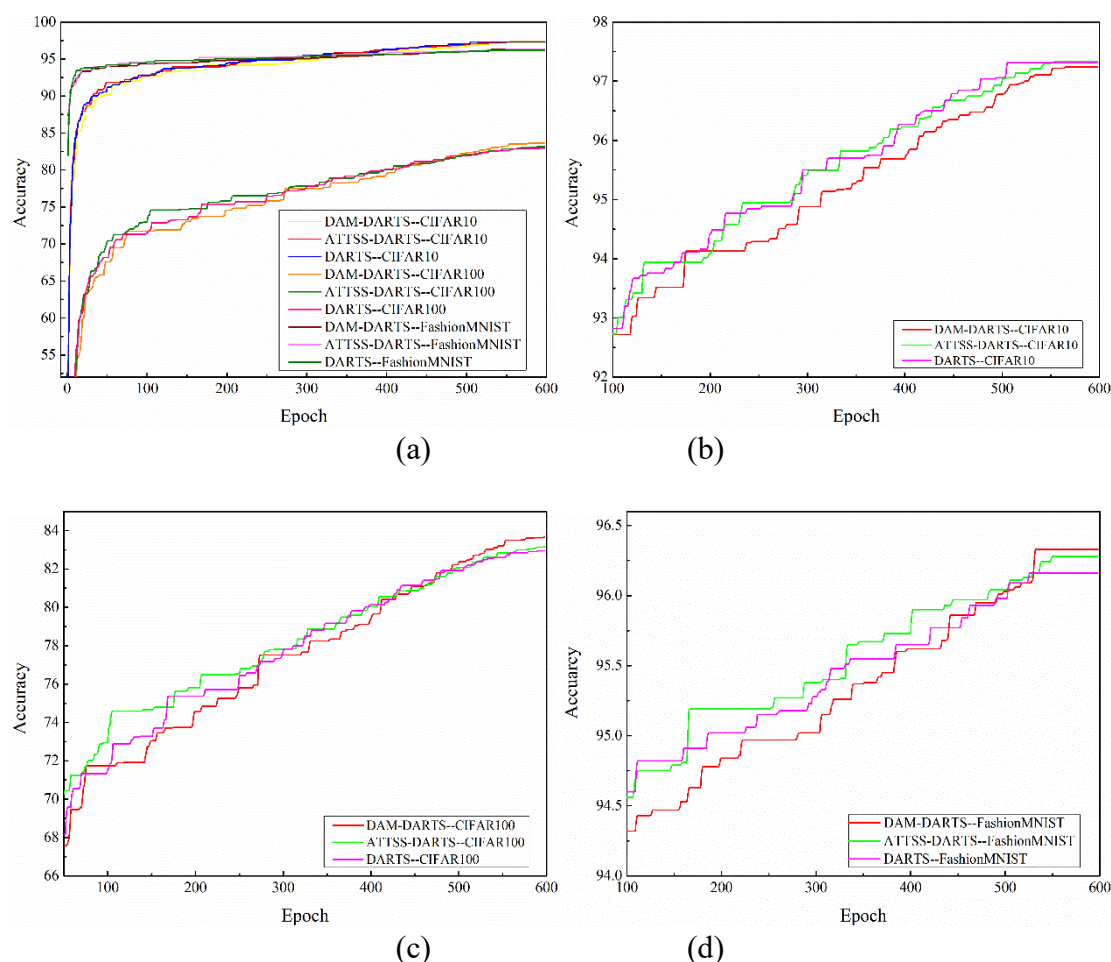 100
95
90
85
80
75
70
65
60
55
Accuracy
0
100
200
300
400
500
600
Epoch
DAM-DARTS--CIFAR10
ATTSS-DARTS--CIFAR10
DARTS--CIFAR10
DAM-DARTS--CIFAR100
ATTSS-DARTS--CIFAR100
DARTS--CIFAR100
DAM-DARTS--FashionMNIST
ATTSS-DARTS--FashionMNIST
DARTS--FashionMNIST
(a)
98
97
96
95
94
93
92
Accuracy
100
200
300
400
500
600
Epoch
DAM-DARTS--CIFAR10
ATTSS-DARTS--CIFAR10
DARTS--CIFAR10
(b)
84
82
80
78
76
74
72
70
68
66
Accuracy
100
200
300
400
500
600
Epoch
DAM-DARTS--CIFAR100
ATTSS-DARTS--CIFAR100
DARTS--CIFAR100
(c)
96.5
96.0
95.5
95.0
94.5
94.0
Accuarcy
100
200
300
400
500
600
Epoch
DAM-DARTS--FashionMNIST
ATTSS-DARTS--FashionMNIST
DARTS--FashionMNIST
(d)